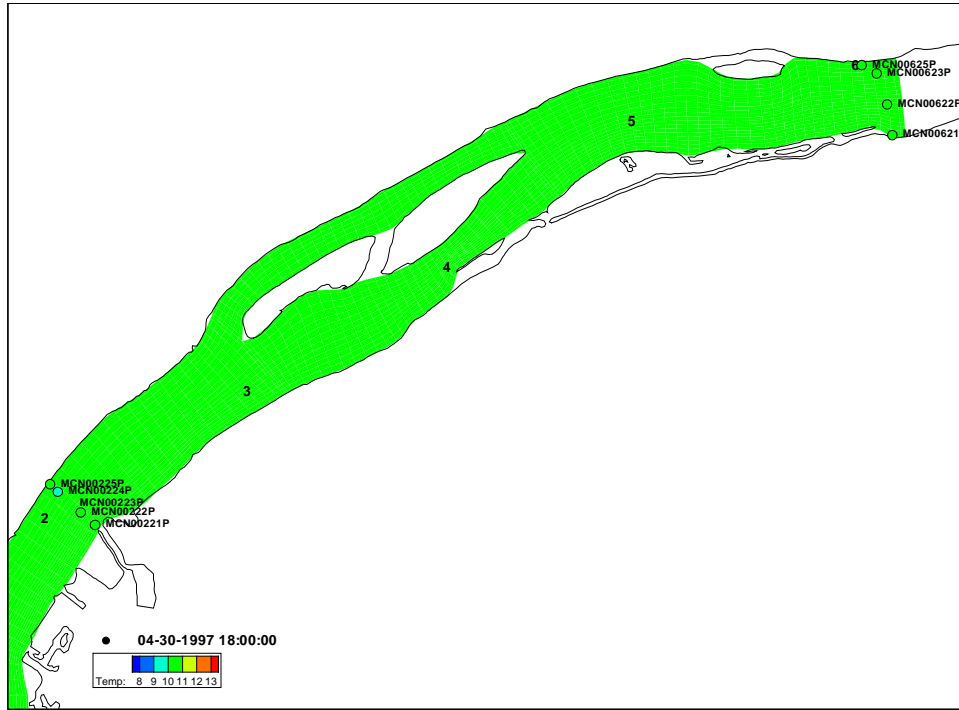 6 MCN00625P
MCN00623P
MCN00622P
MCN00621
5
4
3
MCN00225P
MCN00224P
MCN00223P
2 MCN00222P
MCN00221P
04-30-1997 18:00:00
Temp: 8 9 10 11 12 13